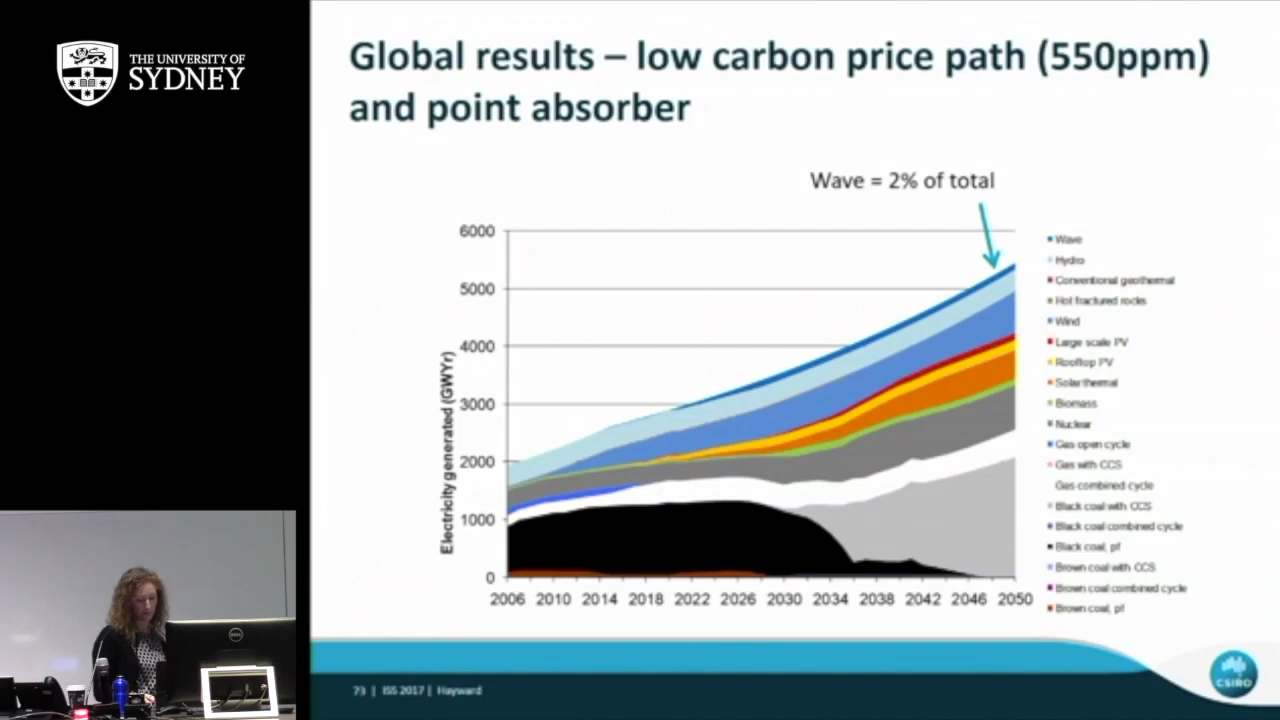 THE UNIVERSITY OF
SYDNEY
Global results – low carbon price path (550ppm)
and point absorber
Wave = 2% of total
Electricity generated (GWYr)
6000
5000
4000
3000
2000
1000
0
2006 2010 2014 2018 2022 2026 2030 2034 2038 2042 2046 2050
Wave
Hydro
Conventional geothermal
Hot fractured rocks
Wind
Large scale PV
Rooftop PV
Solar thermal
Biomass
Nuclear
Gas open cycle
Gas with CCS
Gas combined cycle
Black coal with CCS
Black coal combined cycle
Black coal, pf
Brown coal with CCS
Brown coal combined cycle
Brown coal, pf
73 | ISS 2017 | Hayward
CSIRO
DELL